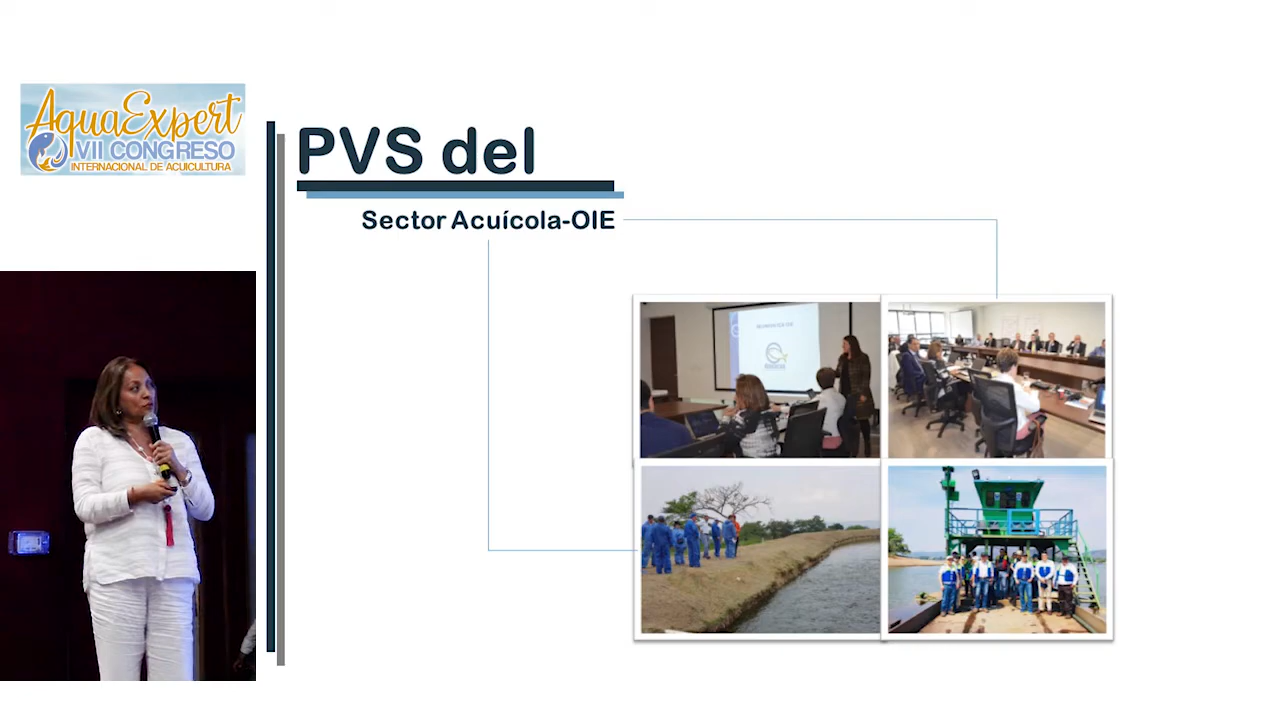 AquaExpert
VII CONGRESO
INTERNACIONAL DE ACUICULTURA
PVS del
Sector Acuícola-OIE